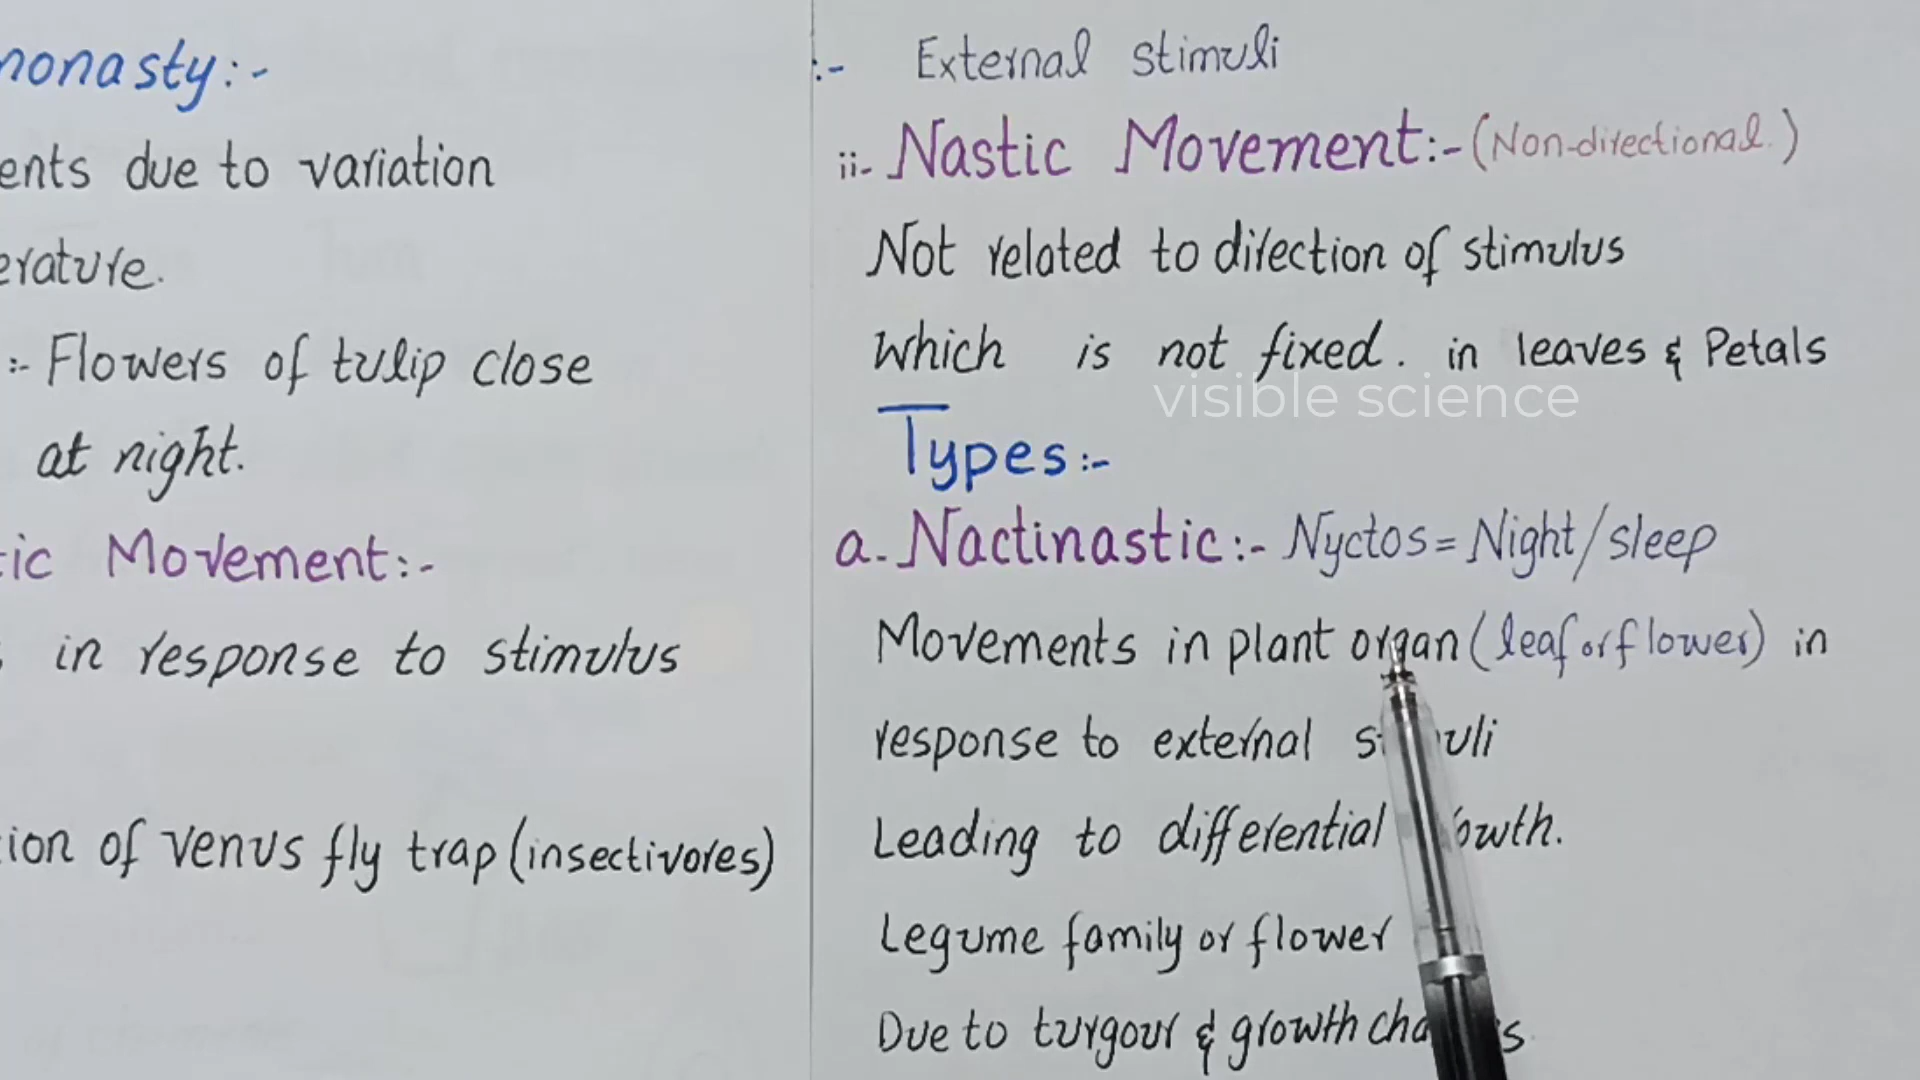 nonasty:-
ents due to variation
erature.
:- Flowers of tulip close
at night.
ic Movement:-
in response to stimulus
ion of venus fly trap (insectivores)
:- External stimuli
ii- Nastic Movement:- (Non-directional.)
Not related to direction of stimulus
which is not fixed. in leaves & Petals
visible science
Types:-
a. Nactinastic:- Nyctos = Night/sleep
Movements in plant organ (leaf or flower) in
response to external
Leading to differential
Legume family or flower
Due to turgour & growth